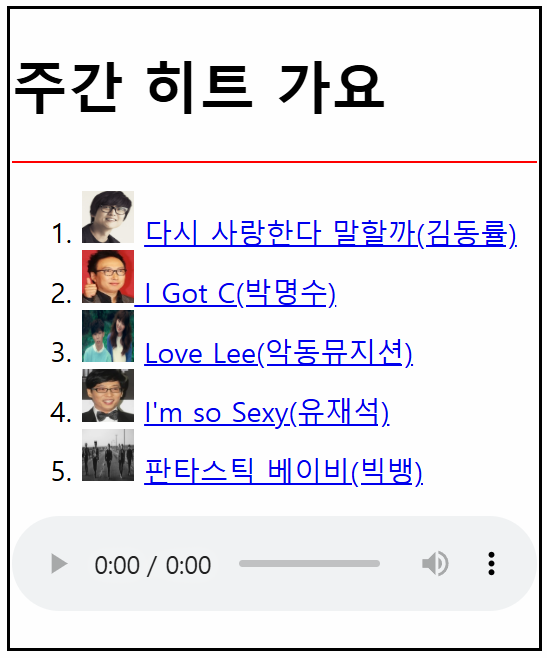 주간 히트 가요
1. 다시 사랑한다 말할까(김동률)
2. I Got C(박명수)
3. Love Lee(악동뮤지션)
4. I'm so Sexy(유재석)
5. 판타스틱 베이비(빅뱅)
0:00 / 0:00